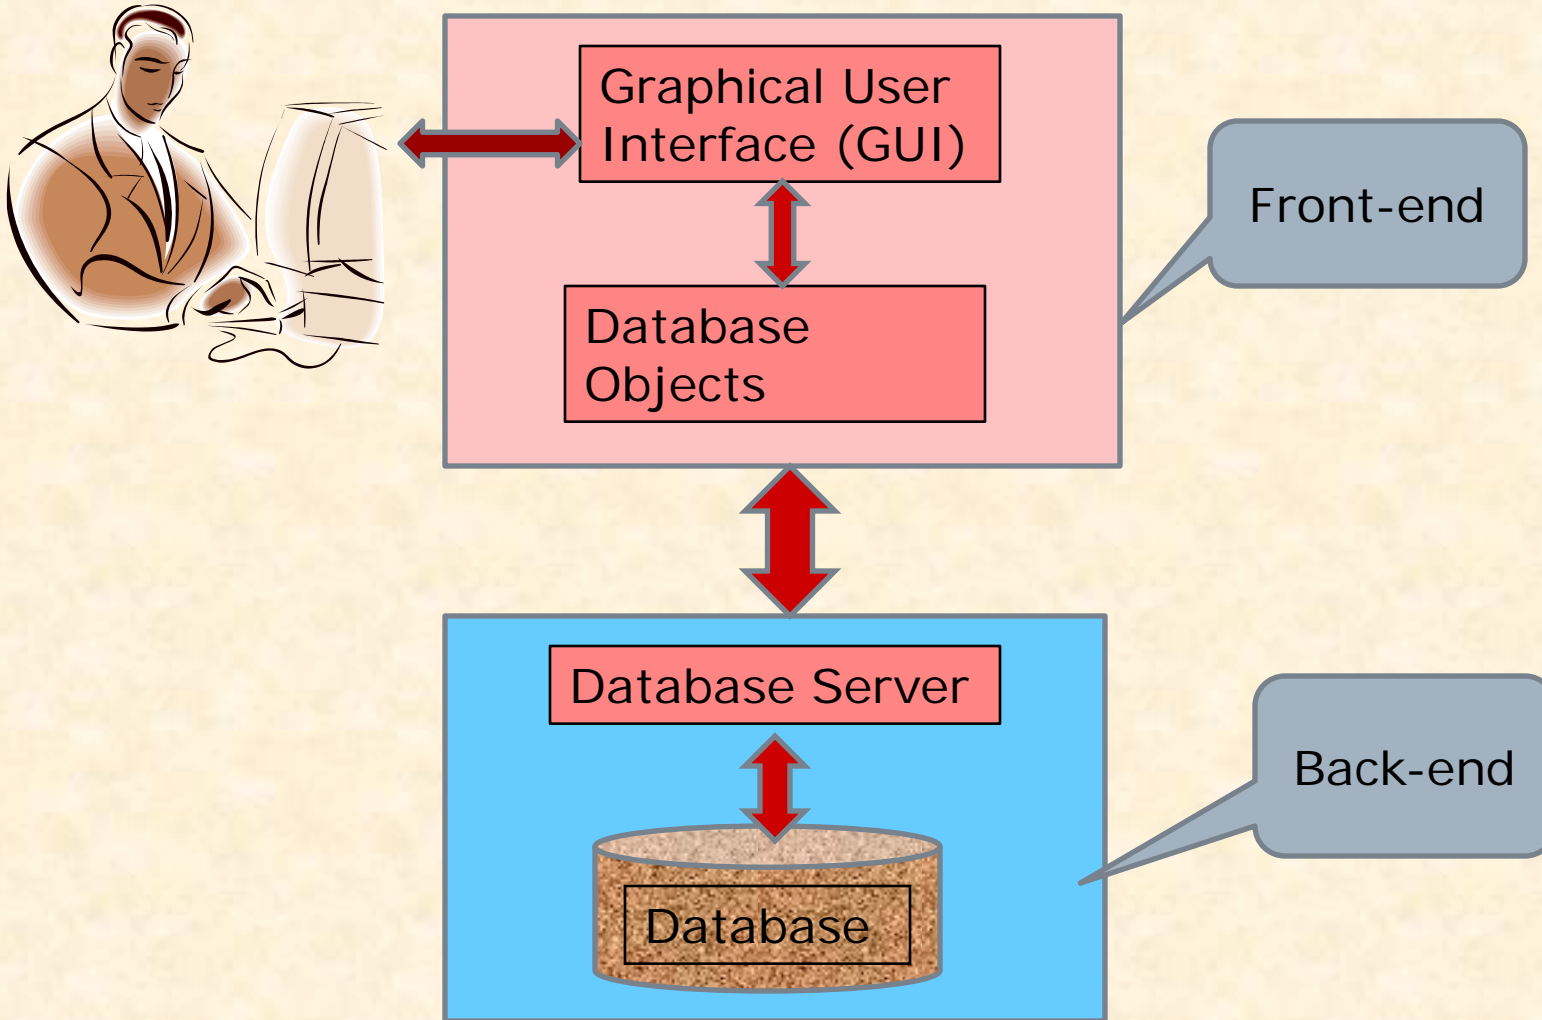 Graphical User
Interface (GUI)
Front-end
Database
Objects
Database Server
Back-end
Database